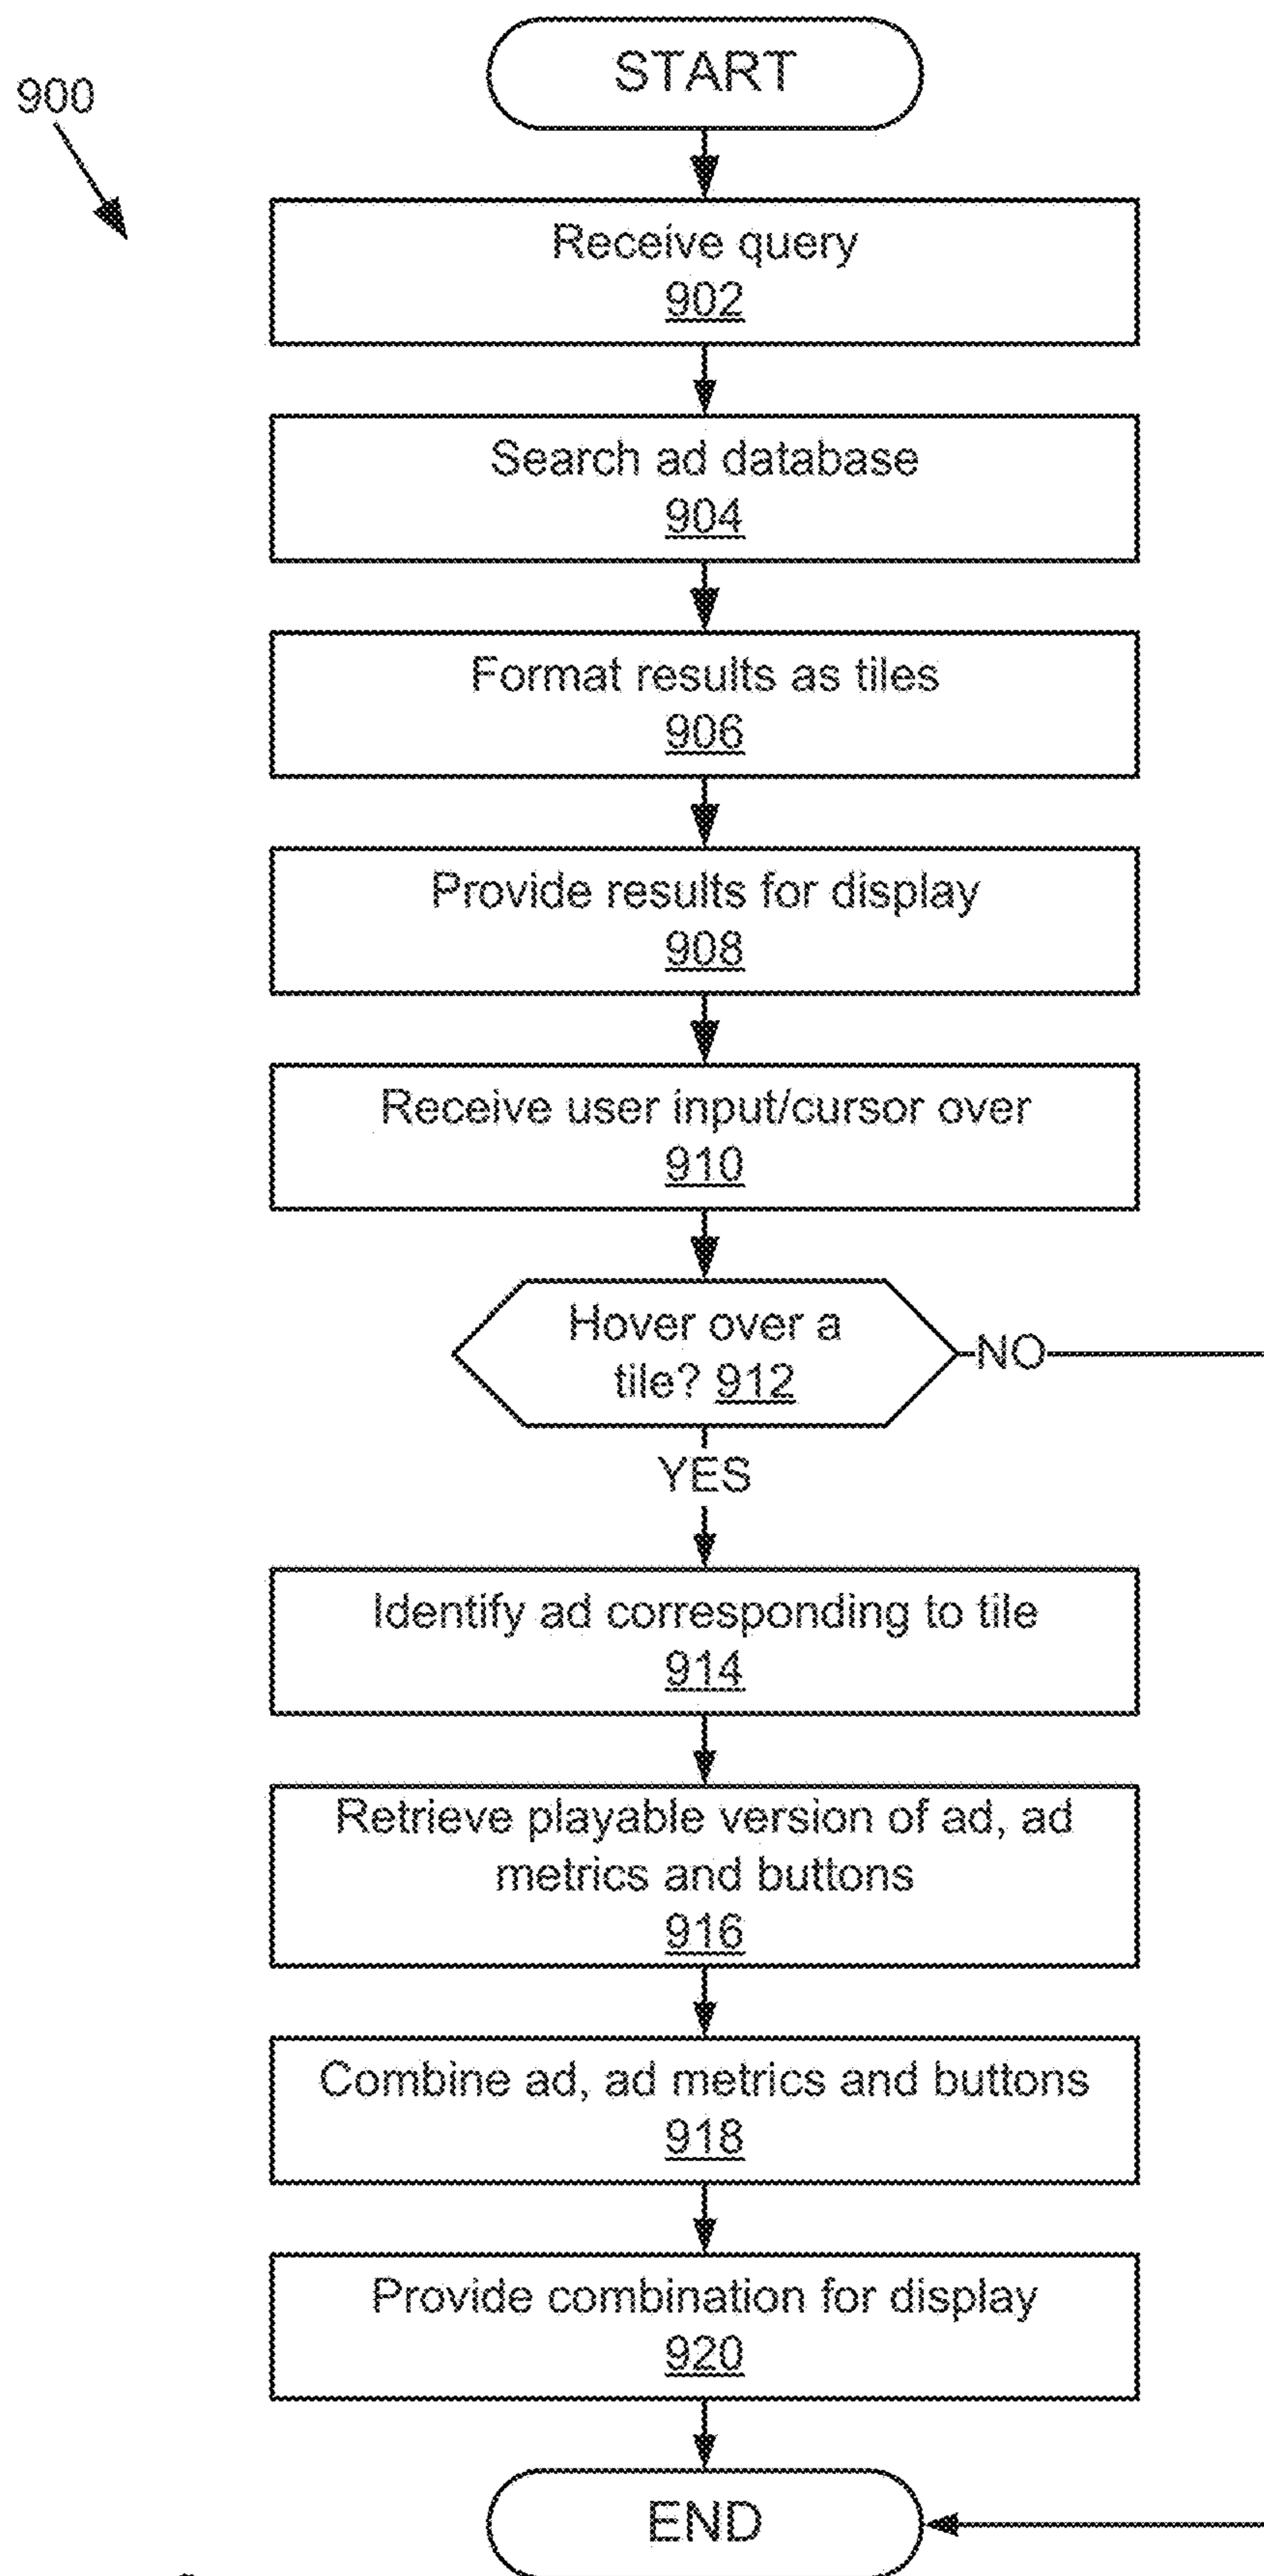 START
900
Receive query
902
Search ad database
904
Format results as tiles
906
Provide results for display
908
Receive user input/cursor over
910
Hover over a
tile? 912
NO
YES
Identify ad corresponding to tile
914
Retrieve playable version of ad, ad
metrics and buttons
916
Combine ad, ad metrics and buttons
918
Provide combination for display
920
END